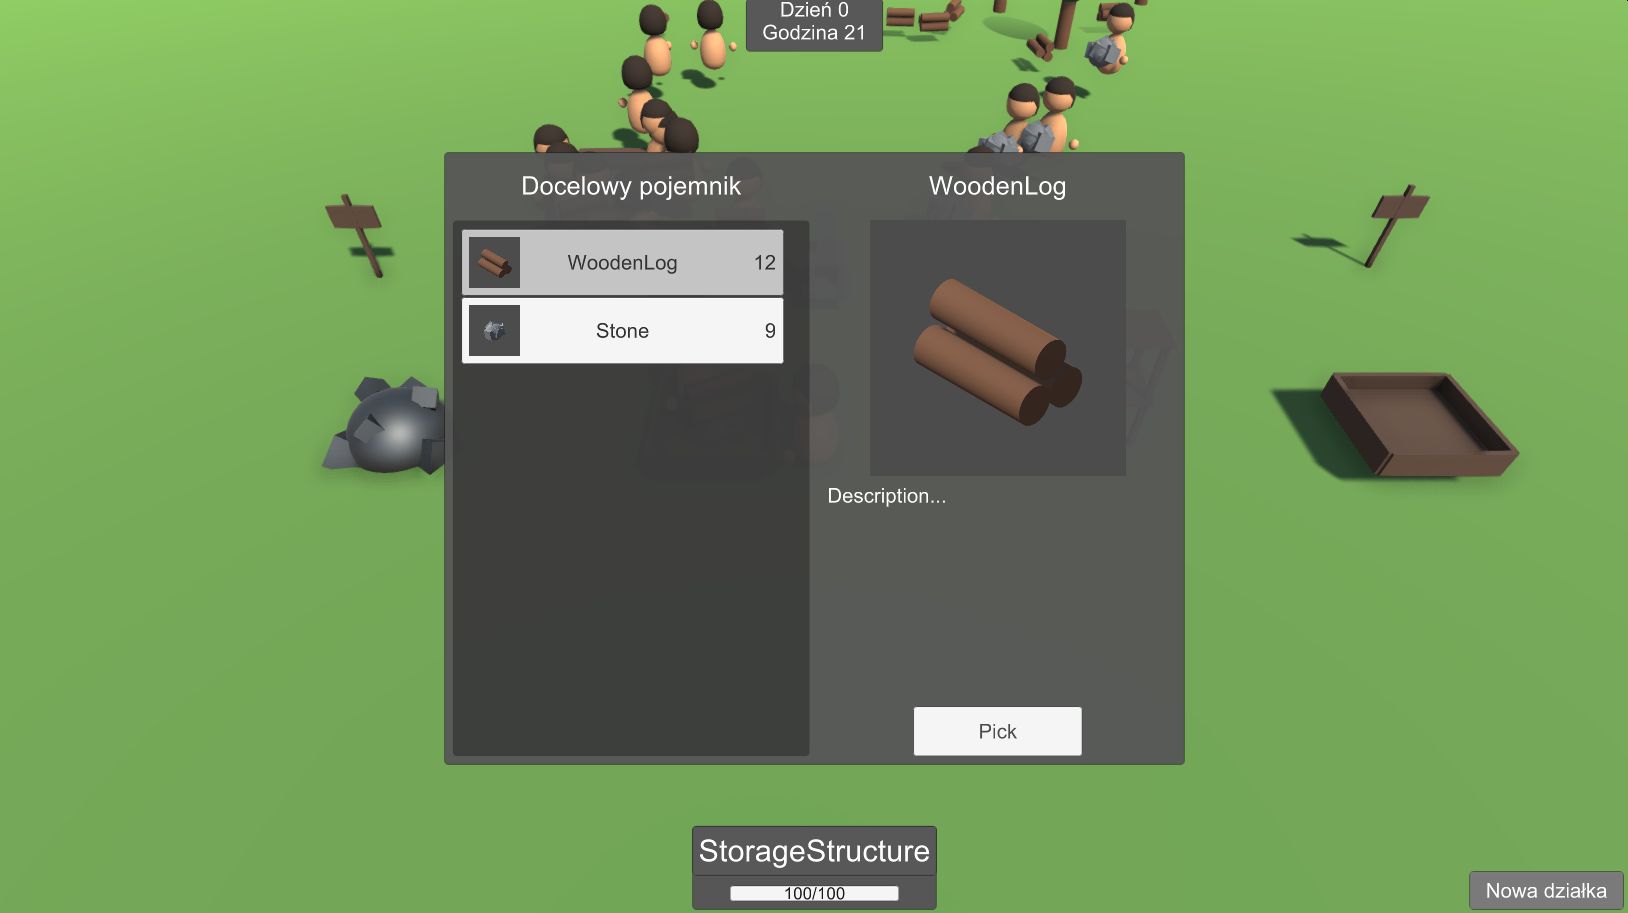 Dzień 0
Godzina 21
Docelowy pojemnik
WoodenLog
WoodenLog 12
Stone 9
Description...
Pick
StorageStructure
100/100
Nowa działka